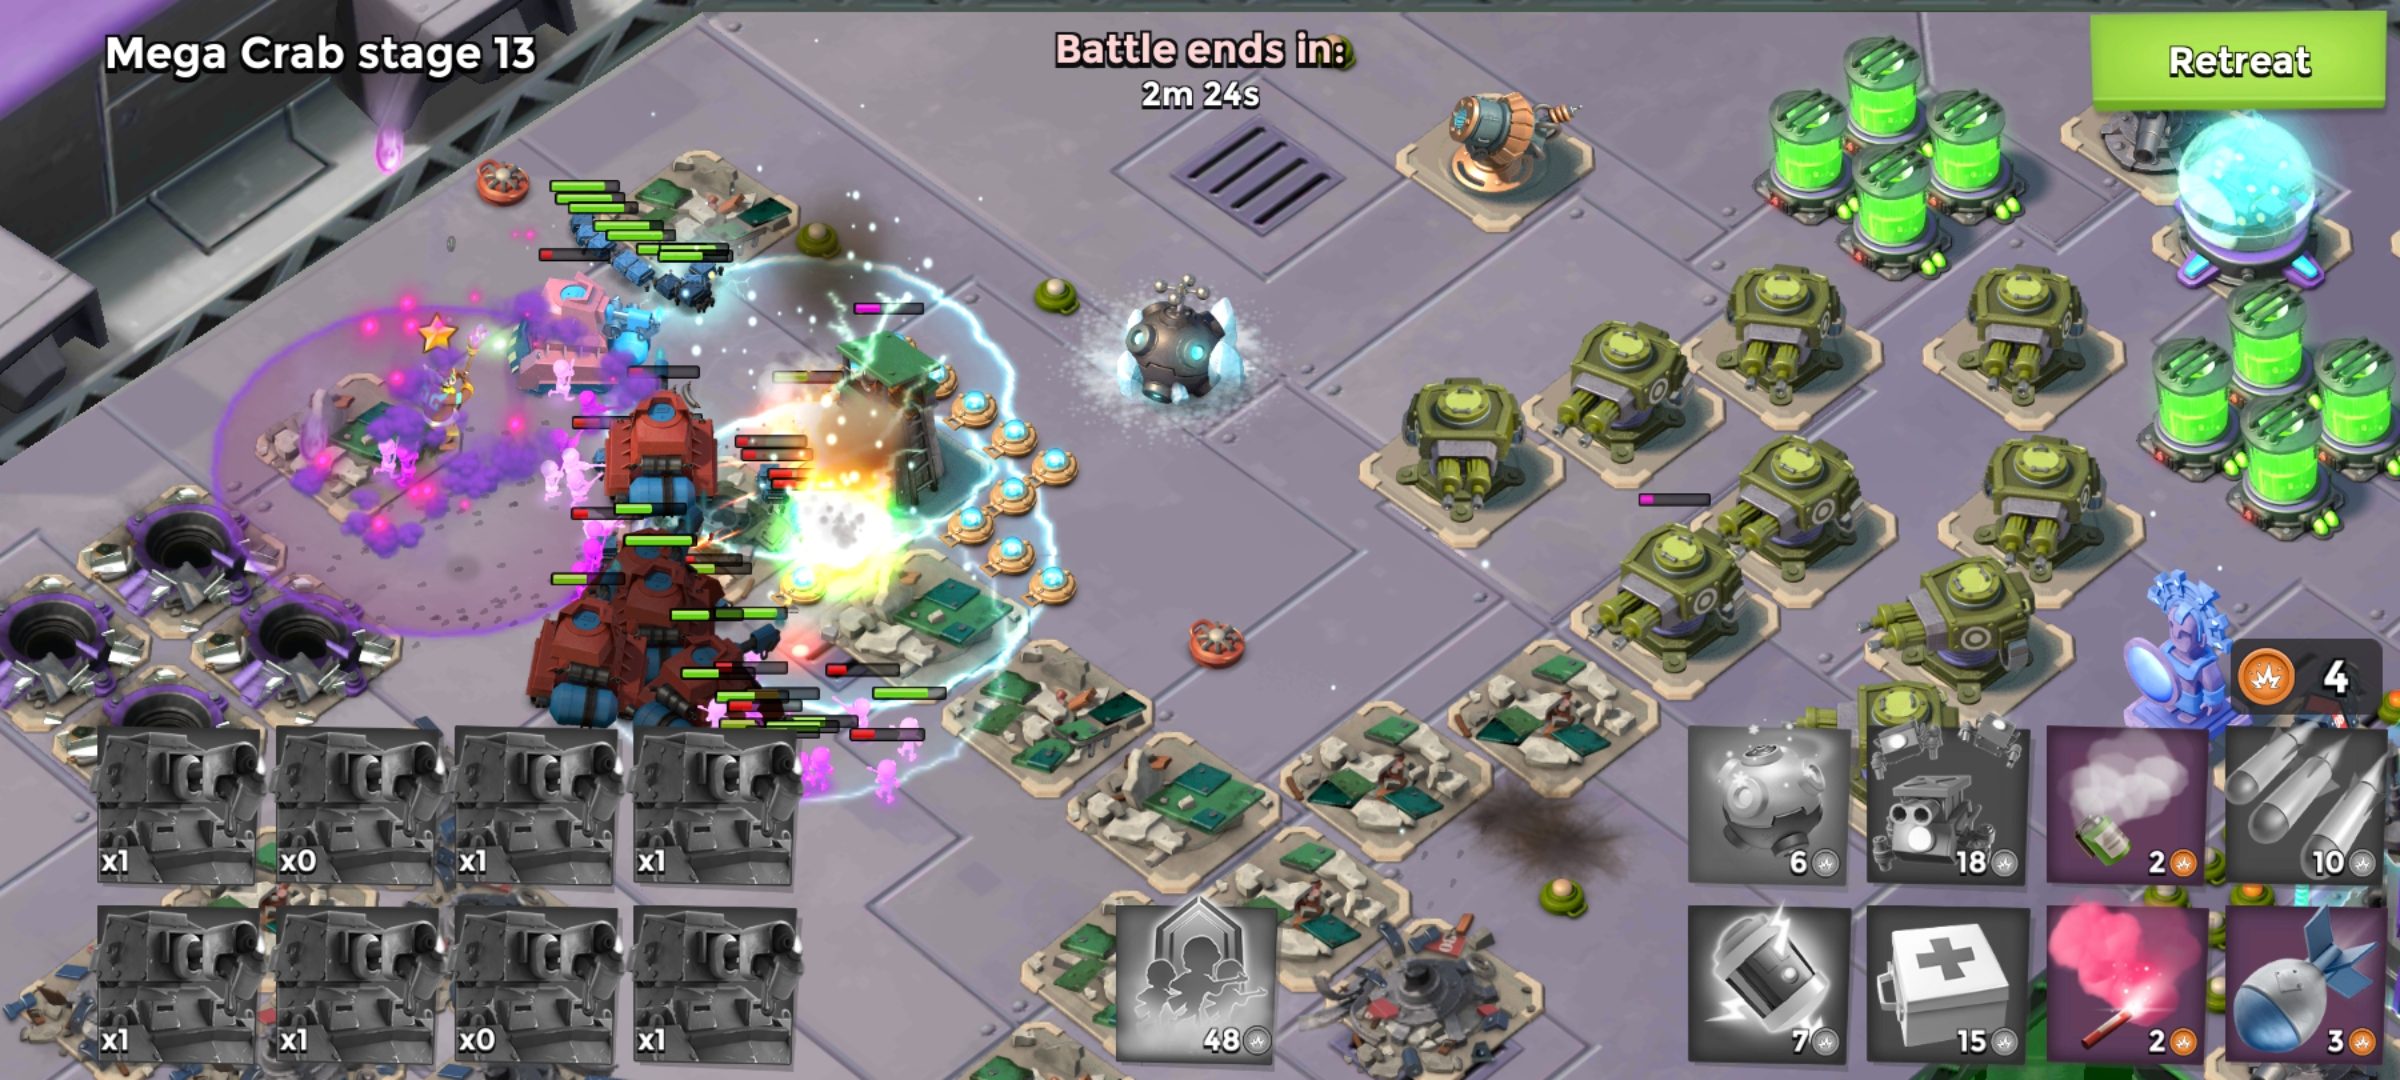 Mega Crab stage 13
Battle ends in:
2m 24s
Retreat
4
x1
x0
x1
x1
6
18
2
10
x1
x1
x0
x1
48
7
15
2
3